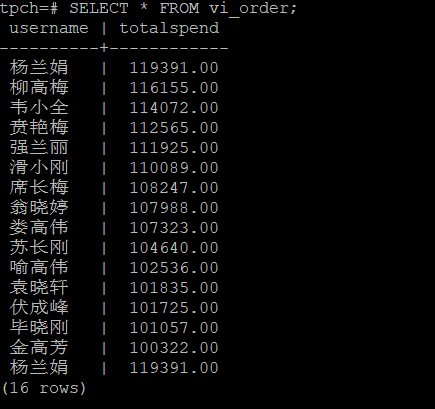 tpch=# SELECT * FROM vi_order;
 username | totalspend
----------+------------
 杨兰娟   |  119391.00
 柳高梅   |  116155.00
 韦小全   |  114072.00
 贲艳梅   |  112565.00
 强兰丽   |  111925.00
 滑小刚   |  110089.00
 席长梅   |  108247.00
 翁晓婷   |  107988.00
 娄高伟   |  107323.00
 苏长刚   |  104640.00
 喻高伟   |  102536.00
 袁晓轩   |  101835.00
 伏成峰   |  101725.00
 毕晓刚   |  101057.00
 金高芳   |  100322.00
 杨兰娟   |  119391.00
(16 rows)